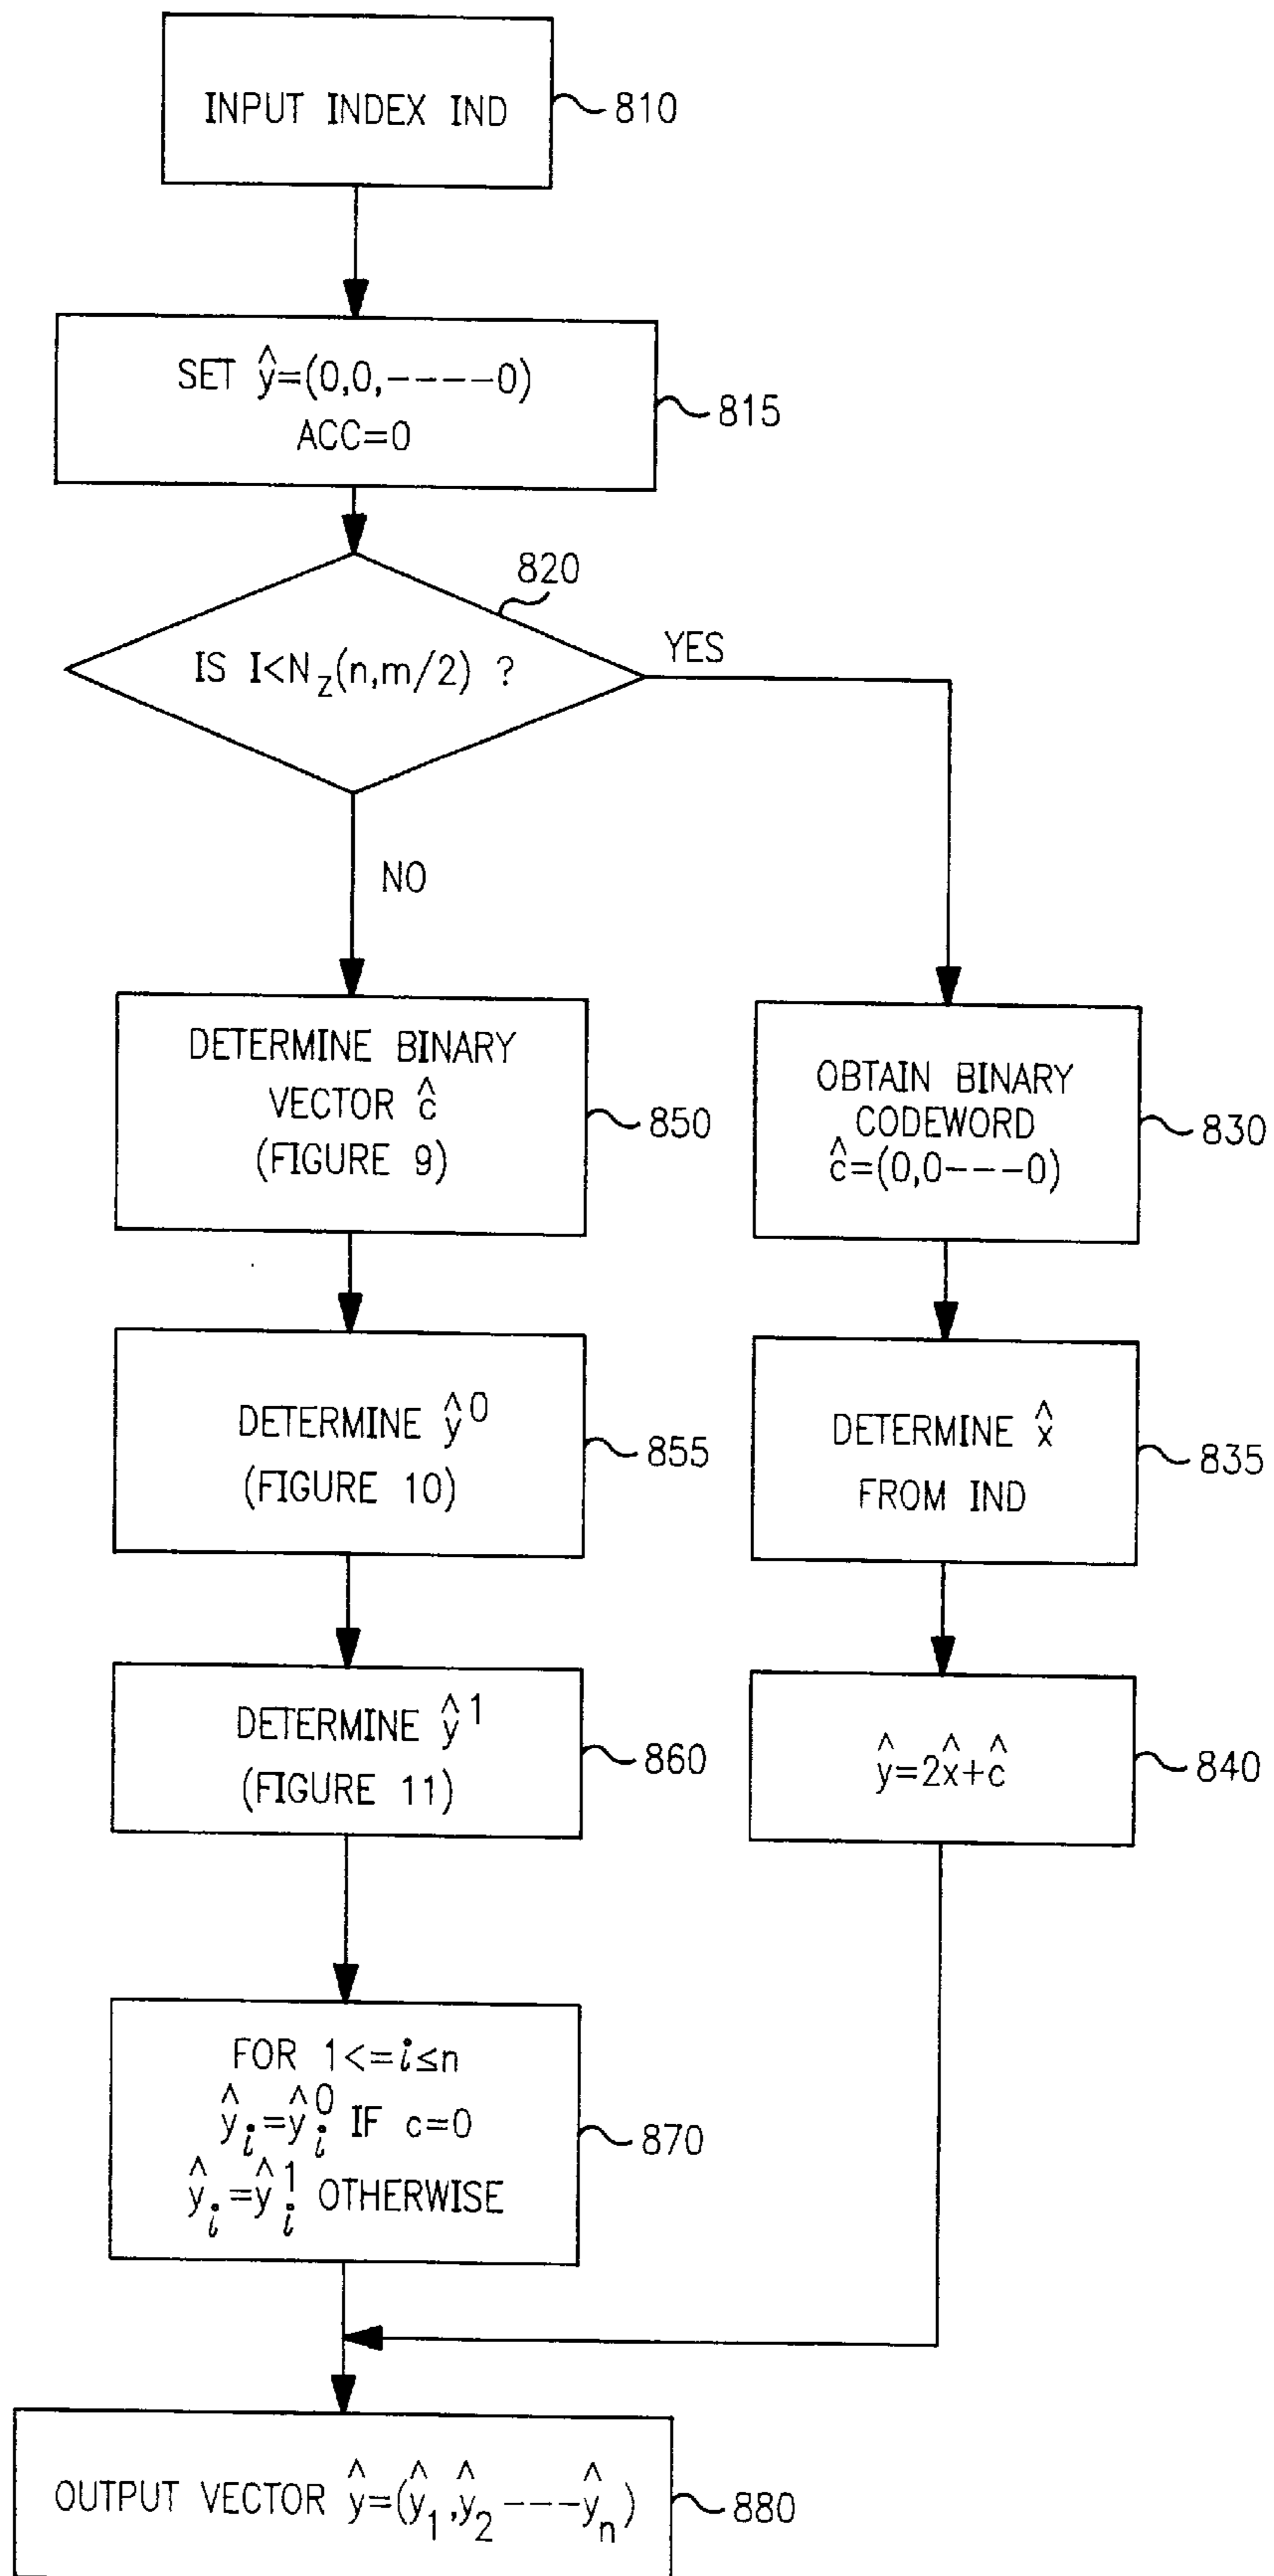 INPUT INDEX IND
810
SET ŷ=(0,0,----0)
ACC=0
815
820
IS I<N_Z(n,m/2) ?
YES
NO
DETERMINE BINARY
VECTOR ĉ
(FIGURE 9)
850
OBTAIN BINARY
CODEWORD
ĉ=(0,0---0)
830
DETERMINE ŷ^0
(FIGURE 10)
855
DETERMINE x̂
FROM IND
835
DETERMINE ŷ^1
(FIGURE 11)
860
ŷ=2x̂+ĉ
840
FOR 1<=i≤n
ŷ_i=ŷ_i^0 IF c=0
ŷ_i=ŷ_i^1 OTHERWISE
870
OUTPUT VECTOR ŷ=(ŷ_1,ŷ_2---ŷ_n)
880